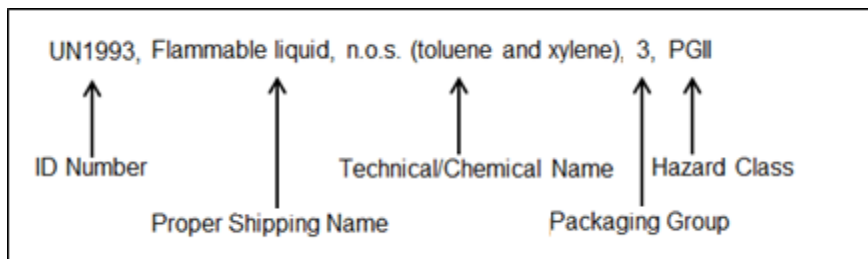 UN1993, Flammable liquid, n.o.s. (toluene and xylene), 3, PGII
ID Number
Technical/Chemical Name
Hazard Class
Proper Shipping Name
Packaging Group